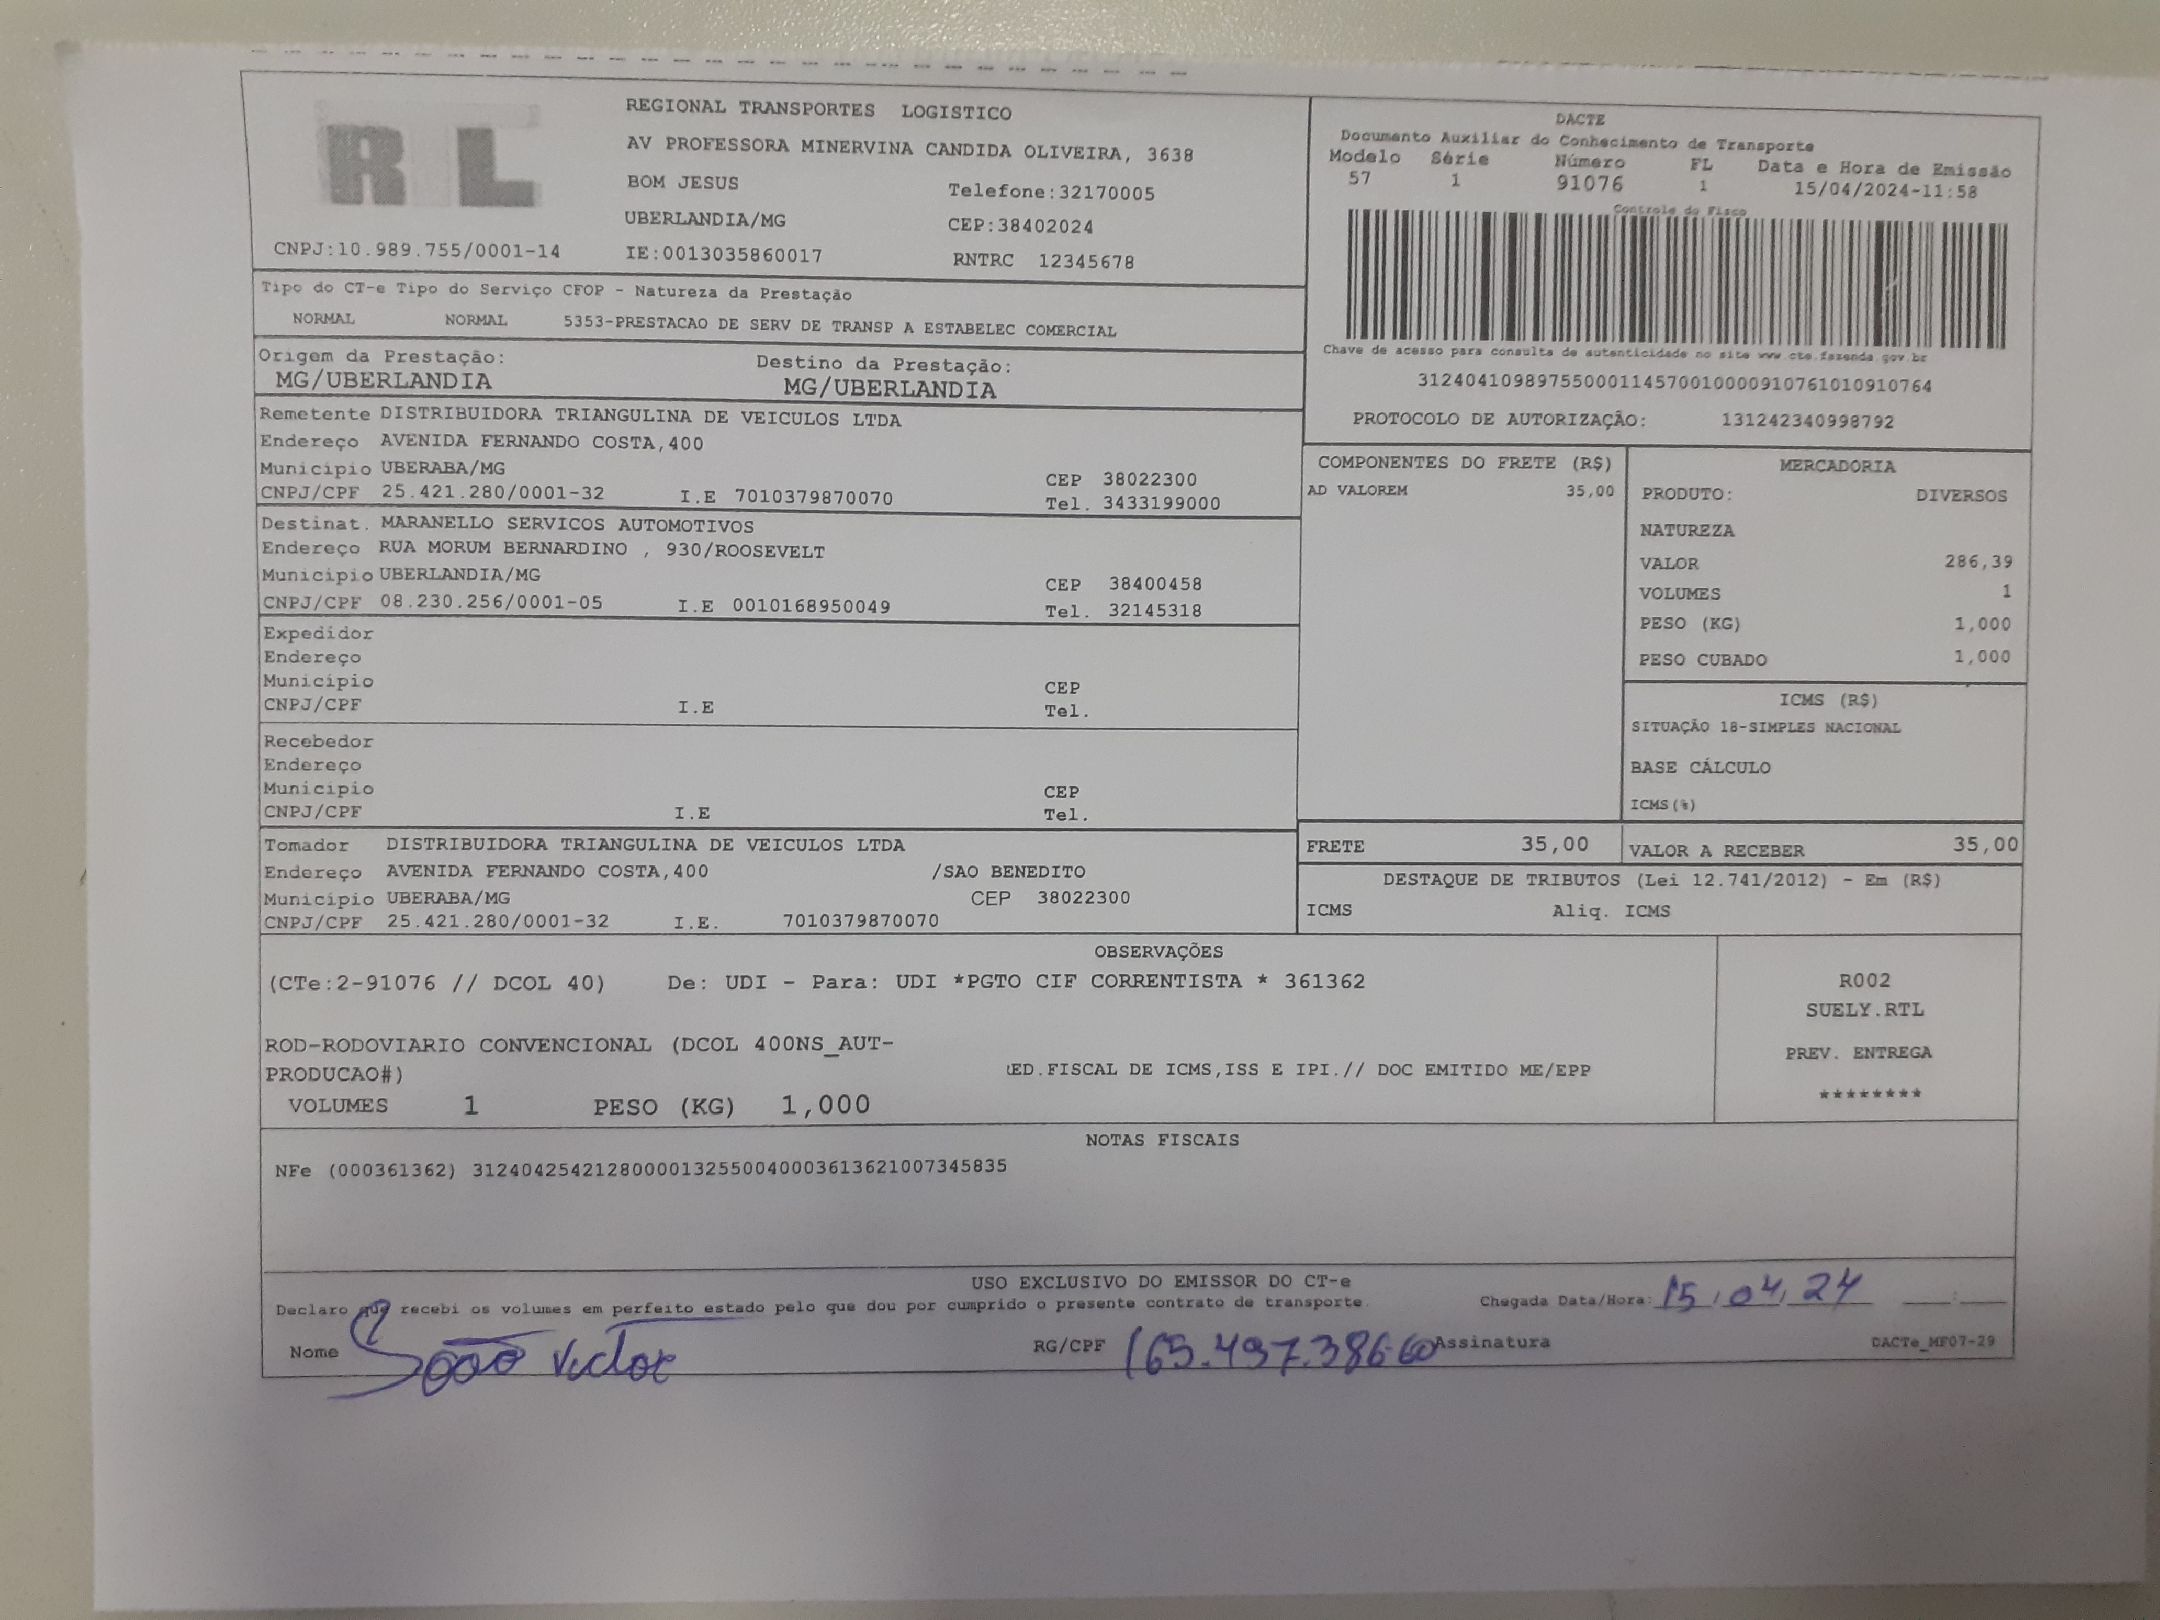 RTL
REGIONAL TRANSPORTES LOGISTICO
AV PROFESSORA MINERVINA CANDIDA OLIVEIRA, 3638
BOM JESUS Telefone:32170005
UBERLANDIA/MG CEP:38402024
CNPJ:10.989.755/0001-14 IE:0013035860017 RNTRC 12345678
DACTE
Documento Auxiliar do Conhecimento de Transporte
Modelo Série Número FL Data e Hora de Emissão
57 1 91076 1 15/04/2024-11:58
Controle do Fisco
Chave de acesso para consulta de autenticidade no site www.cte.fazenda.gov.br
31240410989755000114570010000910761010910764
PROTOCOLO DE AUTORIZAÇÃO: 131242340998792
Tipo do CT-e Tipo do Serviço CFOP - Natureza da Prestação
NORMAL NORMAL 5353-PRESTACAO DE SERV DE TRANSP A ESTABELEC COMERCIAL
Origem da Prestação: Destino da Prestação:
MG/UBERLANDIA MG/UBERLANDIA
Remetente DISTRIBUIDORA TRIANGULINA DE VEICULOS LTDA
Endereço AVENIDA FERNANDO COSTA,400
Município UBERABA/MG CEP 38022300
CNPJ/CPF 25.421.280/0001-32 I.E 7010379870070 Tel. 3433199000
Destinat. MARANELLO SERVICOS AUTOMOTIVOS
Endereço RUA MORUM BERNARDINO , 930/ROOSEVELT
Município UBERLANDIA/MG CEP 38400458
CNPJ/CPF 08.230.256/0001-05 I.E 0010168950049 Tel. 32145318
Expedidor
Endereço
Município CEP
CNPJ/CPF I.E Tel.
Recebedor
Endereço
Município CEP
CNPJ/CPF I.E Tel.
Tomador DISTRIBUIDORA TRIANGULINA DE VEICULOS LTDA
Endereço AVENIDA FERNANDO COSTA,400 /SAO BENEDITO
Município UBERABA/MG CEP 38022300
CNPJ/CPF 25.421.280/0001-32 I.E. 7010379870070
COMPONENTES DO FRETE (R$)
AD VALOREM 35,00
MERCADORIA
PRODUTO: DIVERSOS
NATUREZA
VALOR 286,39
VOLUMES 1
PESO (KG) 1,000
PESO CUBADO 1,000
ICMS (R$)
SITUAÇÃO 18-SIMPLES NACIONAL
BASE CÁLCULO
ICMS(%)
FRETE 35,00 VALOR A RECEBER 35,00
DESTAQUE DE TRIBUTOS (Lei 12.741/2012) - Em (R$)
ICMS Aliq. ICMS
OBSERVAÇÕES
(CTe:2-91076 // DCOL 40) De: UDI - Para: UDI *PGTO CIF CORRENTISTA * 361362
ROD-RODOVIARIO CONVENCIONAL (DCOL 400NS_AUT-
PRODUCAO#) ED.FISCAL DE ICMS,ISS E IPI.// DOC EMITIDO ME/EPP
VOLUMES 1 PESO (KG) 1,000
R002
SUELY.RTL
PREV. ENTREGA
********
NOTAS FISCAIS
NFe (000361362) 31240425421280000132550040003613621007345835
USO EXCLUSIVO DO EMISSOR DO CT-e
Declaro que recebi os volumes em perfeito estado pelo que dou por cumprido o presente contrato de transporte. Chegada Data/Hora: 15/04/24 ____:____
Nome João Victor RG/CPF 165.497.386-60 Assinatura DACTe_MF07-29